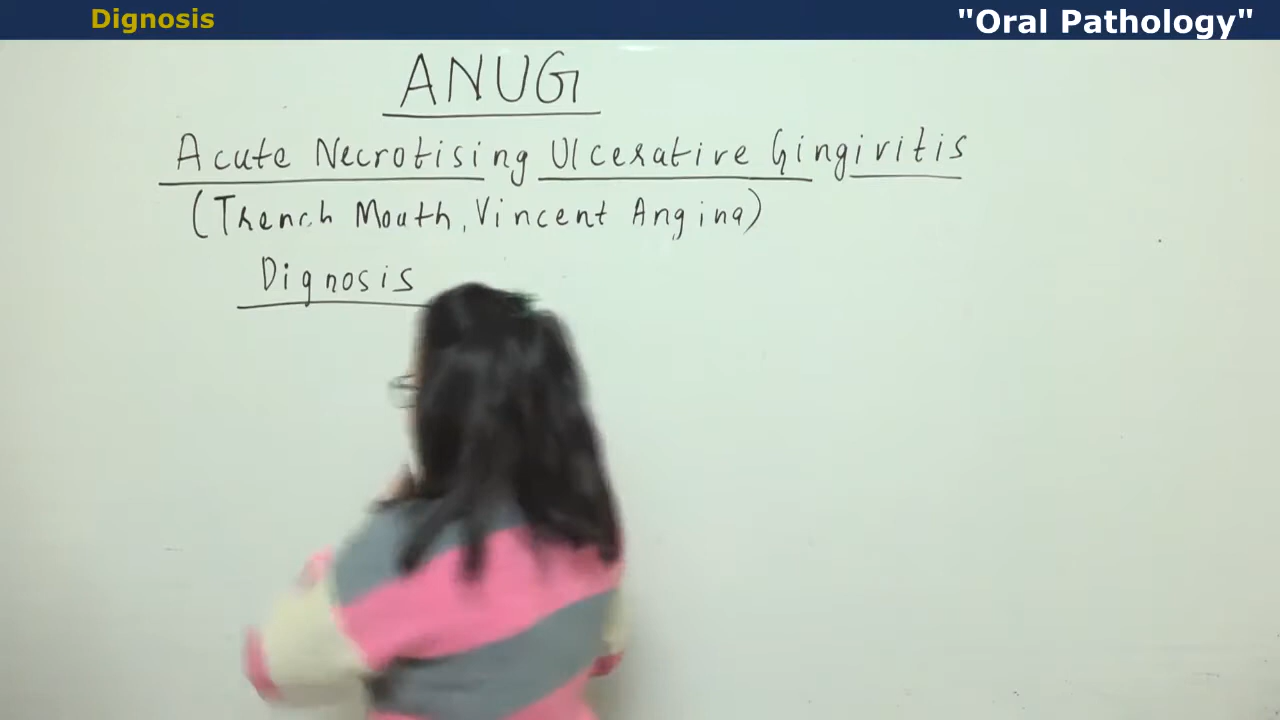 Dignosis
"Oral Pathology"
ANUG
Acute Necrotising Ulcerative Gingivitis
(Trench Mouth, Vincent Angina)
Dignosis